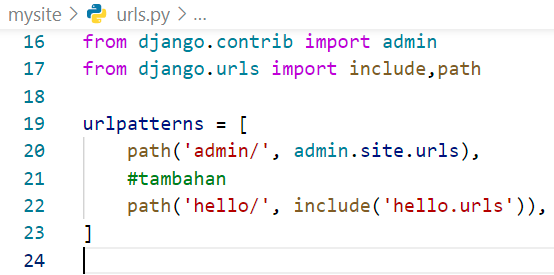 mysite > urls.py > ...
16 from django.contrib import admin
17 from django.urls import include,path
18
19 urlpatterns = [
20     path('admin/', admin.site.urls),
21     #tambahan
22     path('hello/', include('hello.urls')),
23 ]
24